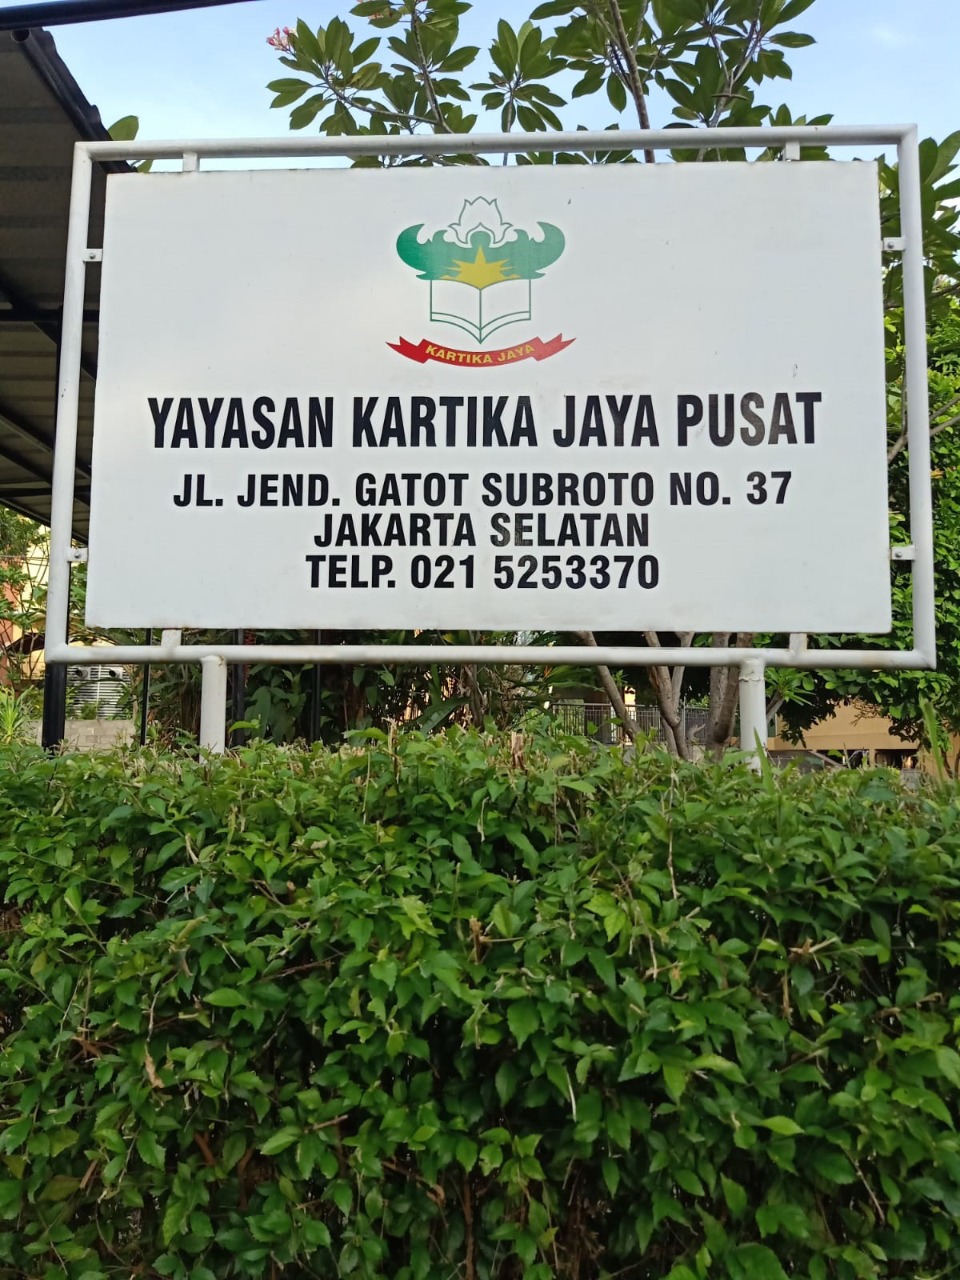 KARTIKA JAYA
YAYASAN KARTIKA JAYA PUSAT
JL. JEND. GATOT SUBROTO NO. 37
JAKARTA SELATAN
TELP. 021 5253370